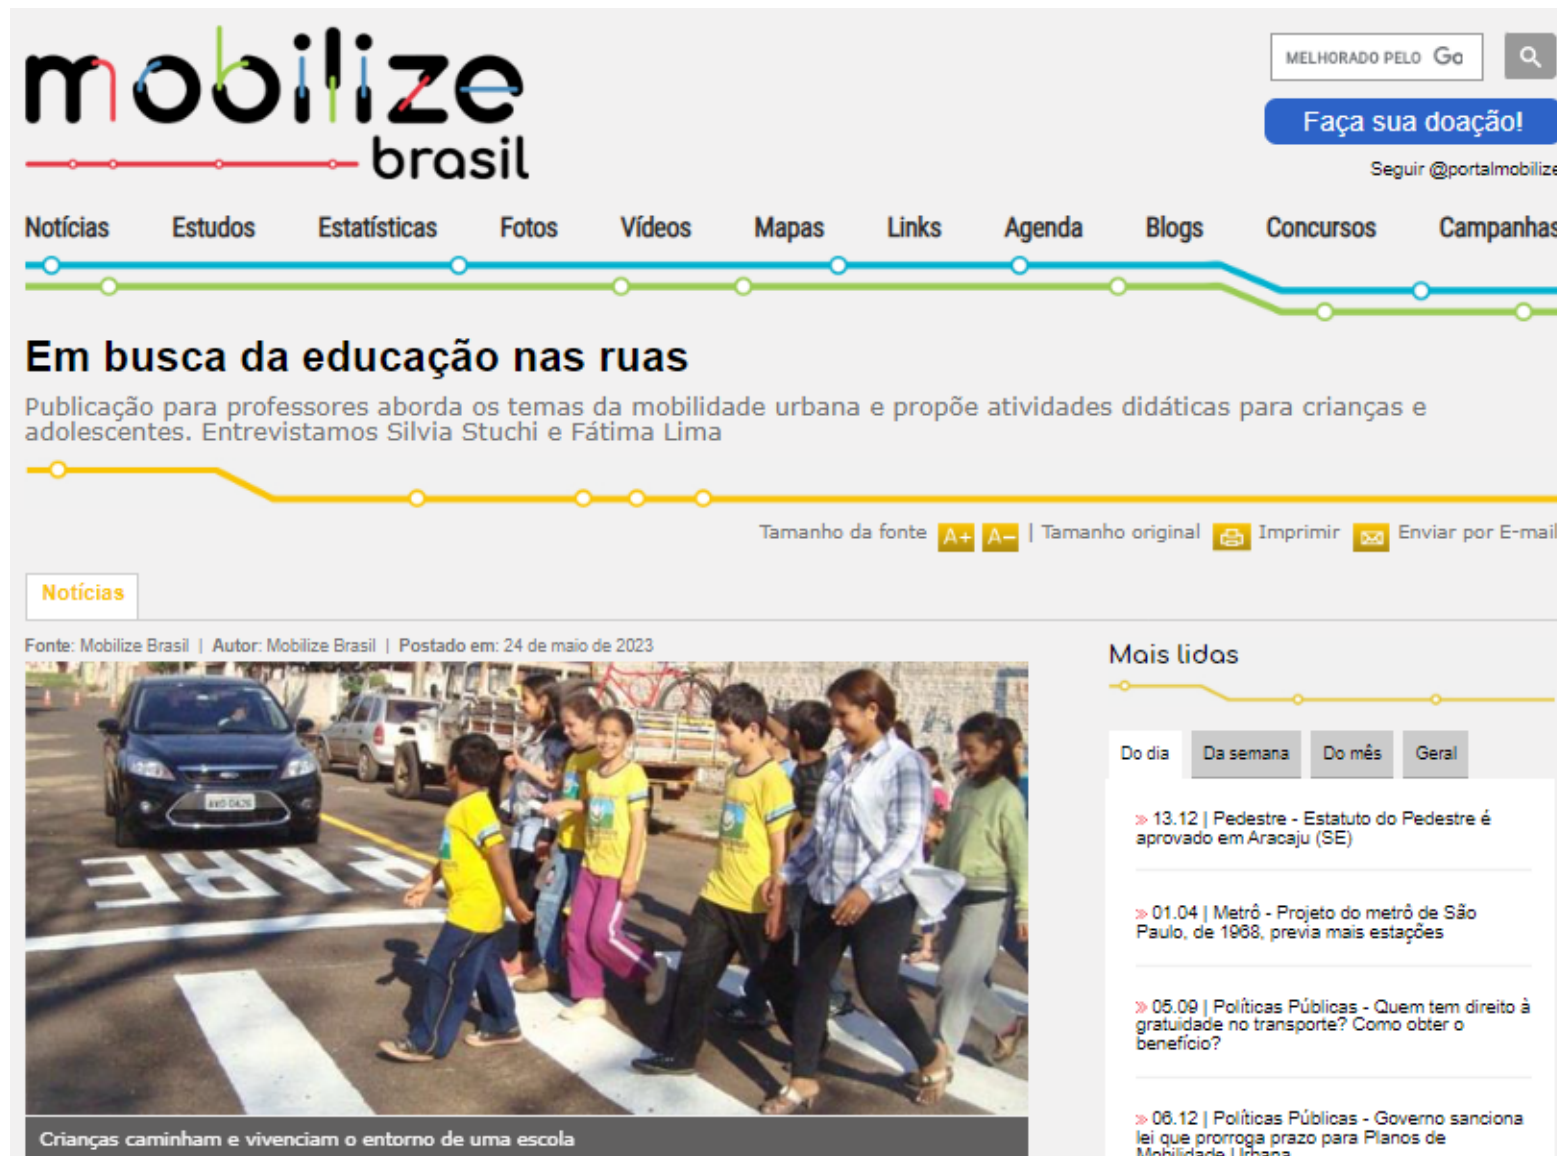 mobilize
brasil
MELHORADO PELO Go
Faça sua doação!
Seguir @portalmobilize
Notícias Estudos Estatísticas Fotos Vídeos Mapas Links Agenda Blogs Concursos Campanhas
Em busca da educação nas ruas
Publicação para professores aborda os temas da mobilidade urbana e propõe atividades didáticas para crianças e
adolescentes. Entrevistamos Silvia Stuchi e Fátima Lima
Tamanho da fonte A+ A- | Tamanho original Imprimir Enviar por E-mail
Notícias
Fonte: Mobilize Brasil | Autor: Mobilize Brasil | Postado em: 24 de maio de 2023
PARE
Crianças caminham e vivenciam o entorno de uma escola
Mais lidas
Do dia Da semana Do mês Geral
» 13.12 | Pedestre - Estatuto do Pedestre é
aprovado em Aracaju (SE)
» 01.04 | Metrô - Projeto do metrô de São
Paulo, de 1968, previa mais estações
» 05.09 | Políticas Públicas - Quem tem direito à
gratuidade no transporte? Como obter o
benefício?
» 06.12 | Políticas Públicas - Governo sanciona
lei que prorroga prazo para Planos de
Mobilidade Urbana